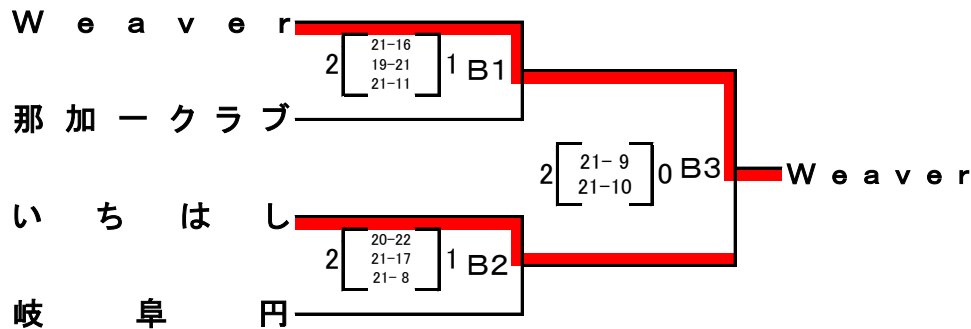 Weaver
2 21-16 1 B1
19-21
21-11
那加一クラブ
2 21- 9 0 B3
21-10
Weaver
いちはし
2 20-22 1 B2
21-17
21- 8
岐阜円